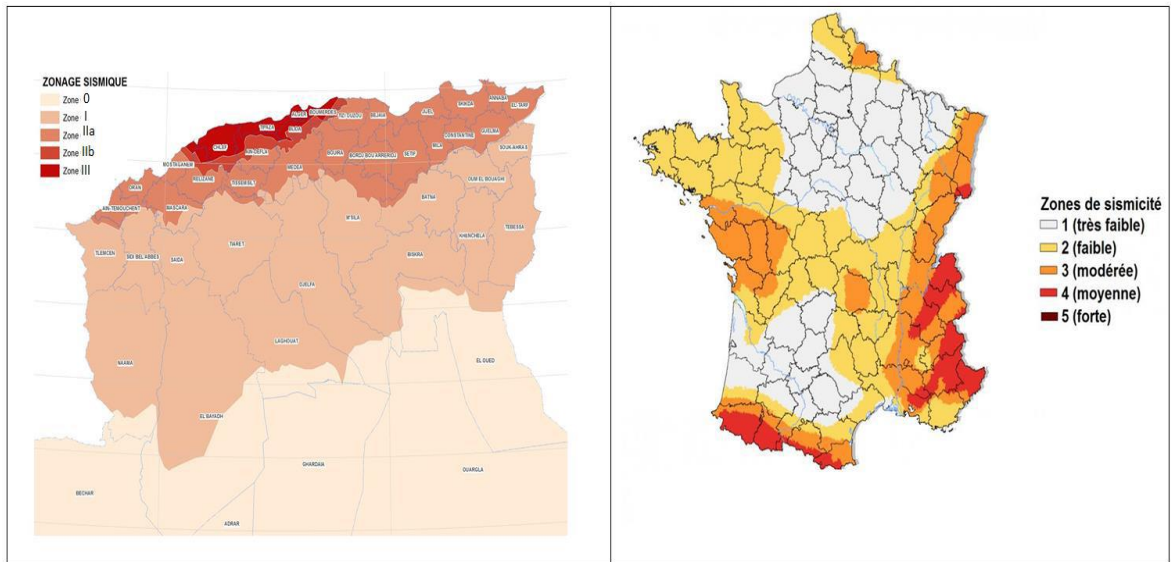 ZONAGE SISMIQUE
Zone 0
Zone I
Zone IIa
Zone IIb
Zone III
ALGER
BOUMERDES
TIZI OUZOU
BEJAIA
JIJEL
SKIKDA
ANNABA
EL-TARF
TIPAZA
BLIDA
CHLEF
AIN-DEFLA
CONSTANTINE
GUELMA
MILA
SOUK-AHRAS
BOUIRA
BORDJ BOU ARRERIDJ
SETIF
MOSTAGANEM
MEDEA
RELIZANE
TISSEMSILT
OUM EL BOUAGHI
ORAN
BATNA
AIN-TEMOUCHENT
MASCARA
M'SILA
TEBESSA
KHENCHELA
TIARET
TLEMCEN
SIDI BEL ABBES
SAIDA
BISKRA
DJELFA
LAGHOUAT
NAAMA
EL OUED
EL BAYADH
GHARDAIA
OUARGLA
BECHAR
ADRAR
Zones de sismicité
1 (très faible)
2 (faible)
3 (modérée)
4 (moyenne)
5 (forte)